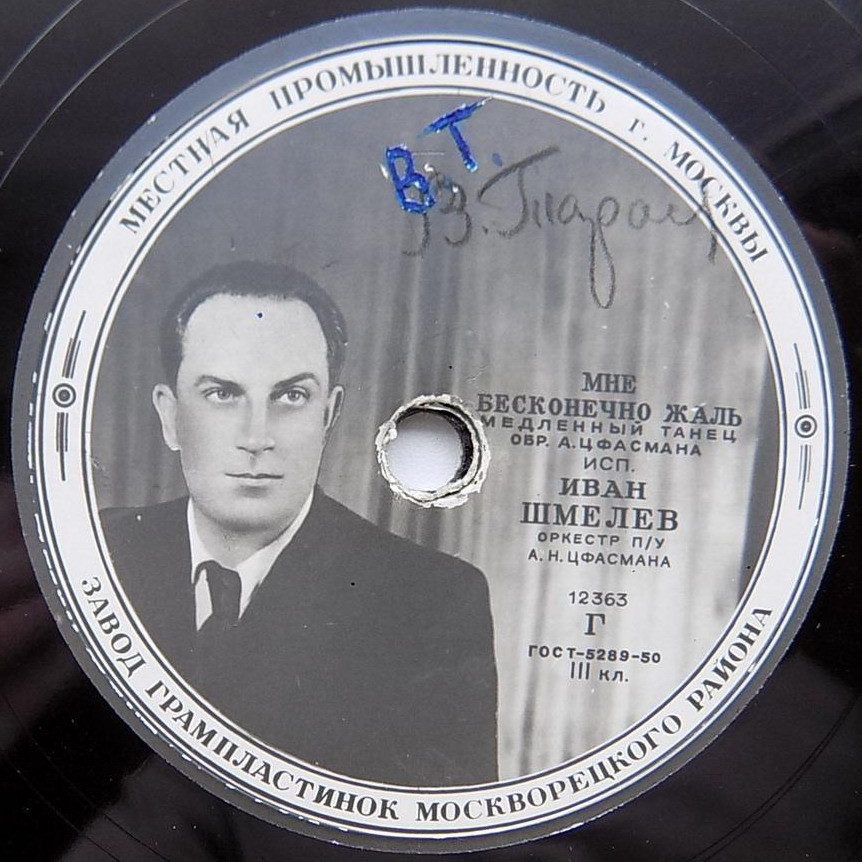 МЕСТНАЯ ПРОМЫШЛЕННОСТЬ г. МОСКВЫ
В.Т.
МНЕ
БЕСКОНЕЧНО ЖАЛЬ
МЕДЛЕННЫЙ ТАНЕЦ
ОБР. А.ЦФАСМАНА
ИСП.
ИВАН
ШМЕЛЕВ
ОРКЕСТР П/У
А.Н.ЦФАСМАНА
12363
Г
ГОСТ-5289-50
III КЛ.
ЗАВОД ГРАМПЛАСТИНОК МОСКВОРЕЦКОГО РАЙОНА